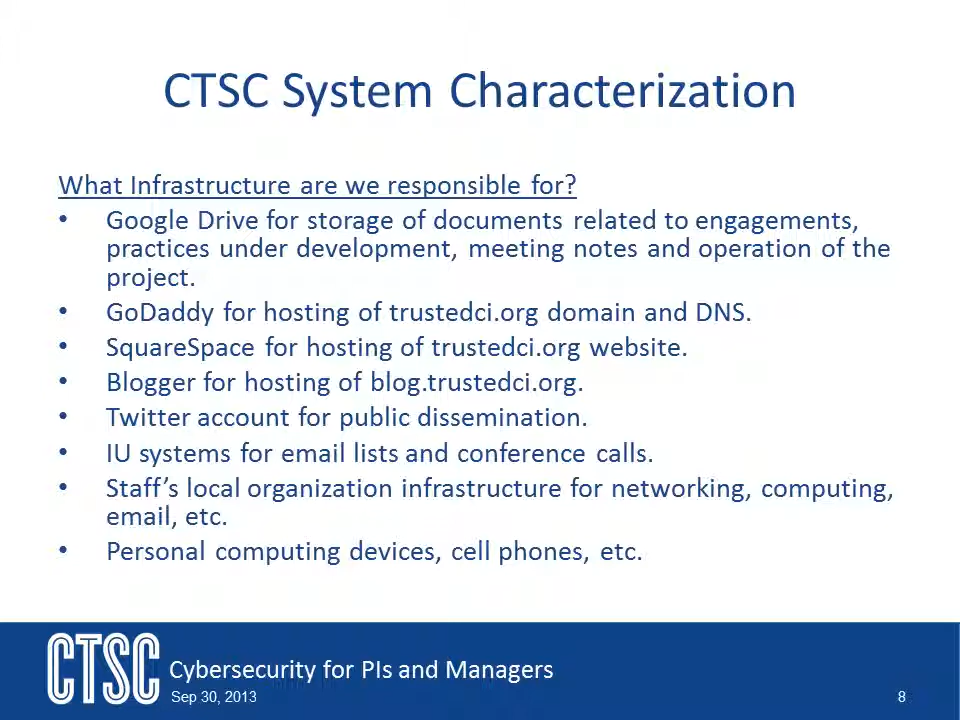 CTSC System Characterization
What Infrastructure are we responsible for?
• Google Drive for storage of documents related to engagements,
practices under development, meeting notes and operation of the
project.
• GoDaddy for hosting of trustedci.org domain and DNS.
• SquareSpace for hosting of trustedci.org website.
• Blogger for hosting of blog.trustedci.org.
• Twitter account for public dissemination.
• IU systems for email lists and conference calls.
• Staff’s local organization infrastructure for networking, computing,
email, etc.
• Personal computing devices, cell phones, etc.
CTSC
Cybersecurity for PIs and Managers
Sep 30, 2013
8